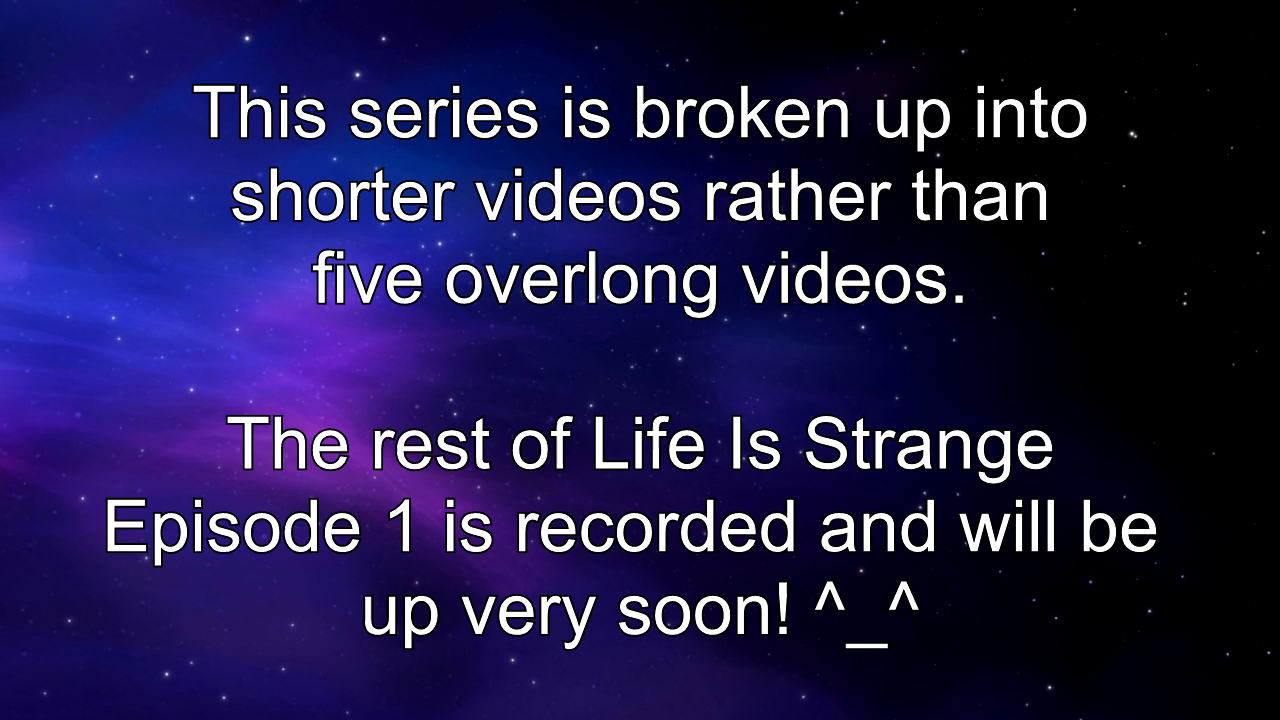 This series is broken up into
shorter videos rather than
five overlong videos.
The rest of Life Is Strange
Episode 1 is recorded and will be
up very soon! ^_^